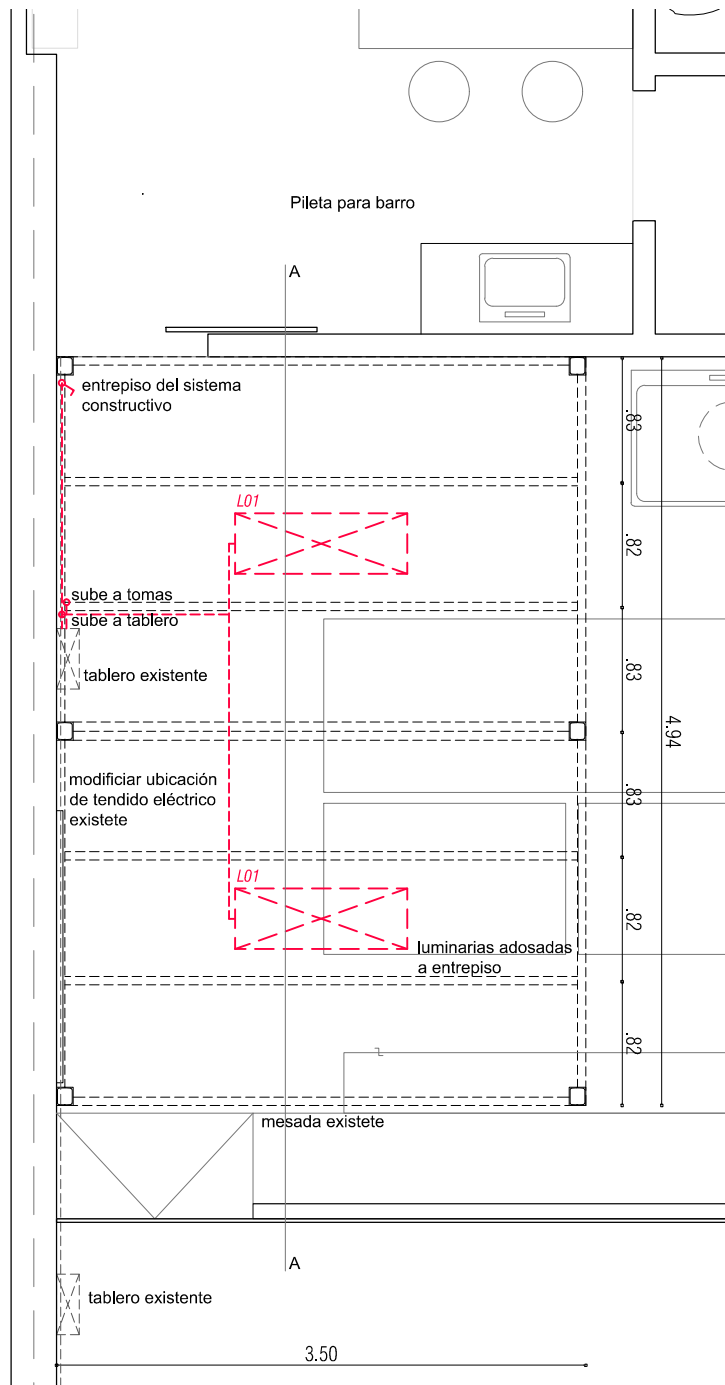 Pileta para barro
A
entrepiso del sistema
constructivo
.83
L01
.82
sube a tomas
sube a tablero
tablero existente
.83
4.94
modificiar ubicación
de tendido eléctrico
existete
.83
L01
.82
luminarias adosadas
a entrepiso
.82
mesada existete
A
tablero existente
3.50